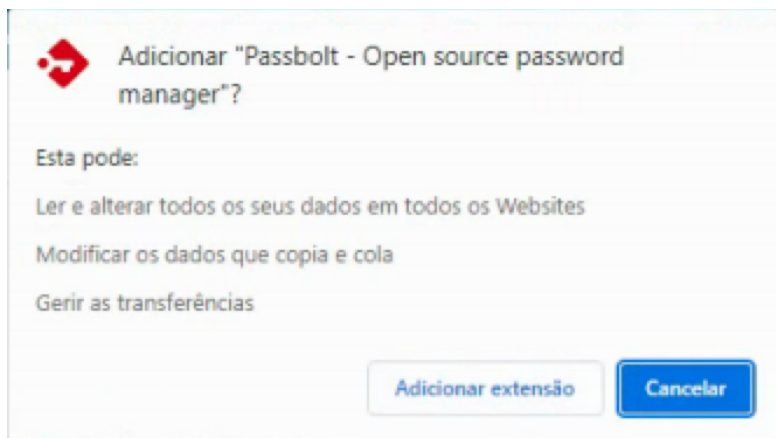 Adicionar "Passbolt - Open source password
manager"?
Esta pode:
Ler e alterar todos os seus dados em todos os Websites
Modificar os dados que copia e cola
Gerir as transferências
Adicionar extensão
Cancelar